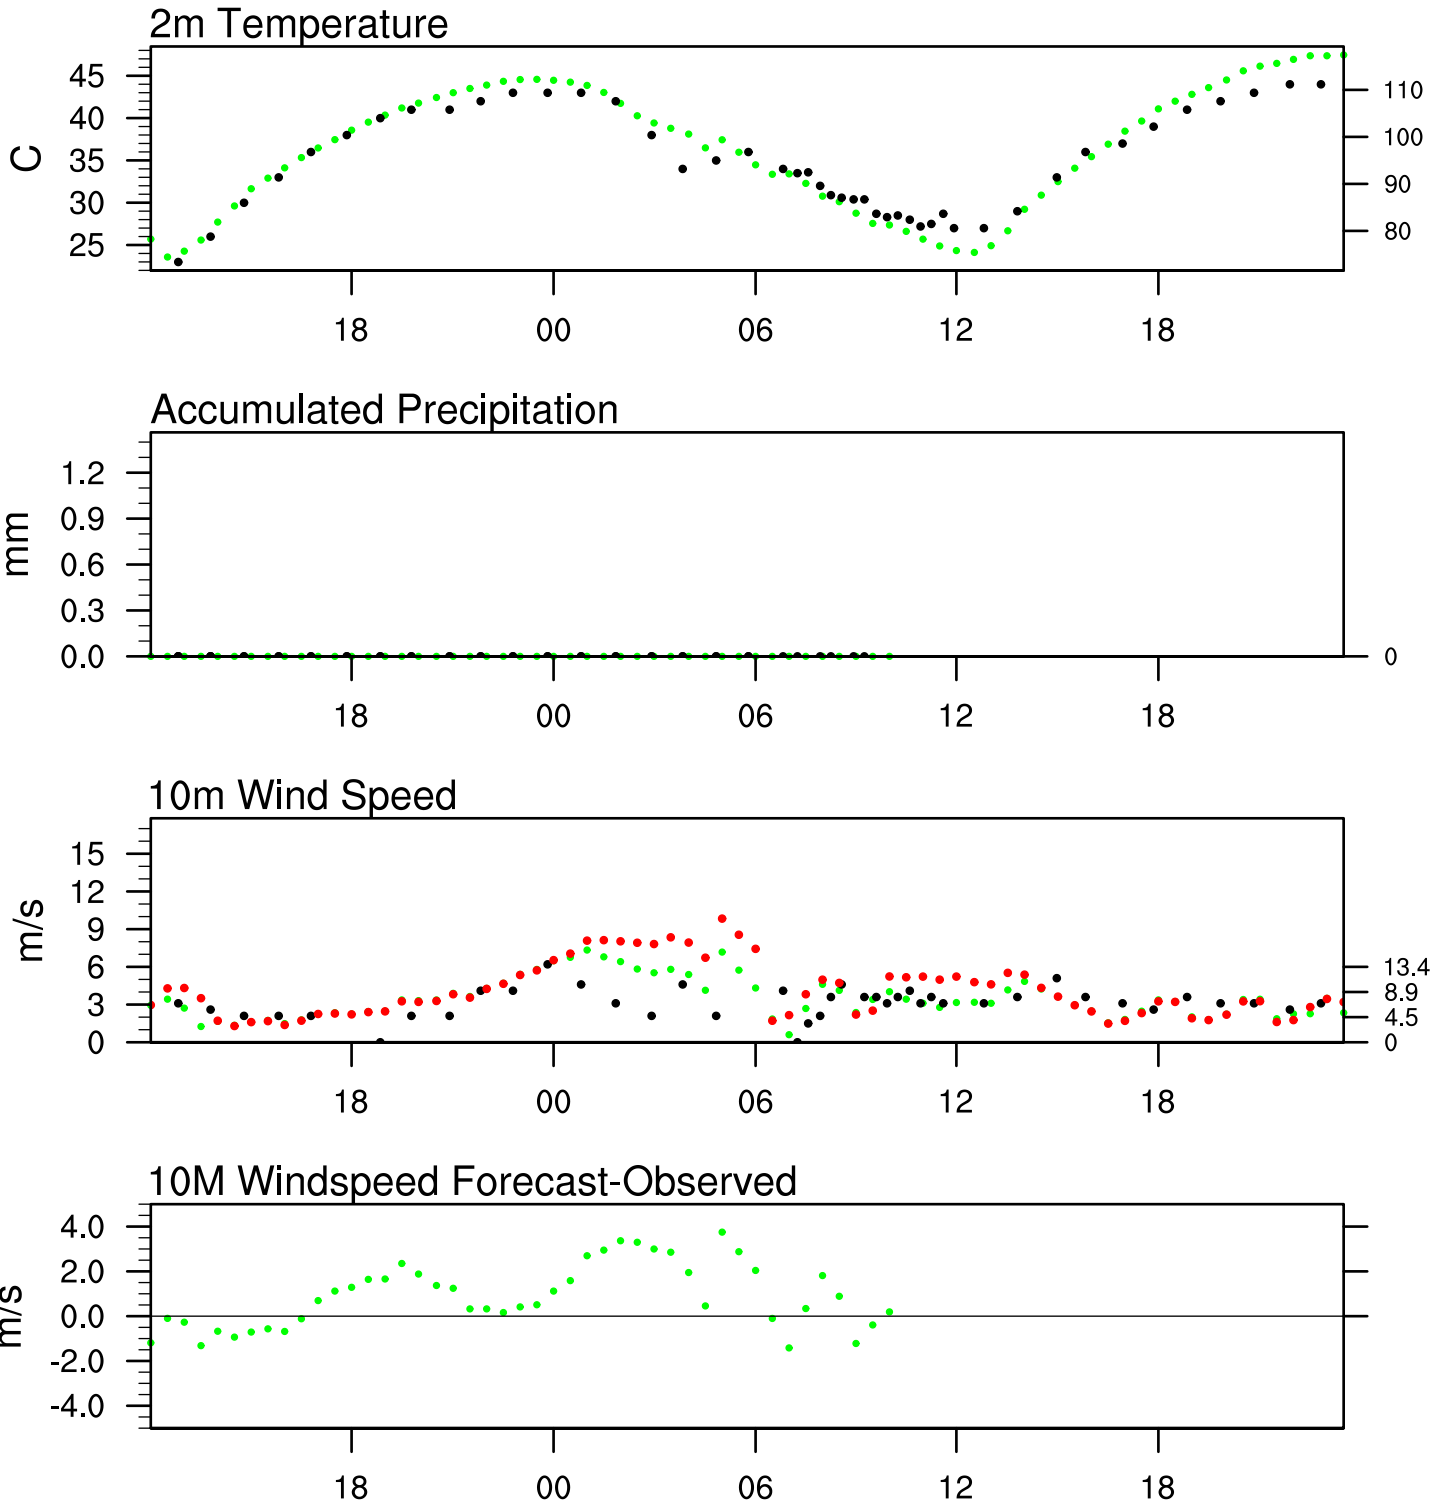 2m Temperature
45
40
35
30
25
C
110
100
90
80
18 00 06 12 18
Accumulated Precipitation
1.2
0.9
0.6
0.3
0.0
mm
0
18 00 06 12 18
10m Wind Speed
15
12
9
6
3
0
m/s
13.4
8.9
4.5
0
18 00 06 12 18
10M Windspeed Forecast-Observed
4.0
2.0
0.0
-2.0
-4.0
m/s
18 00 06 12 18